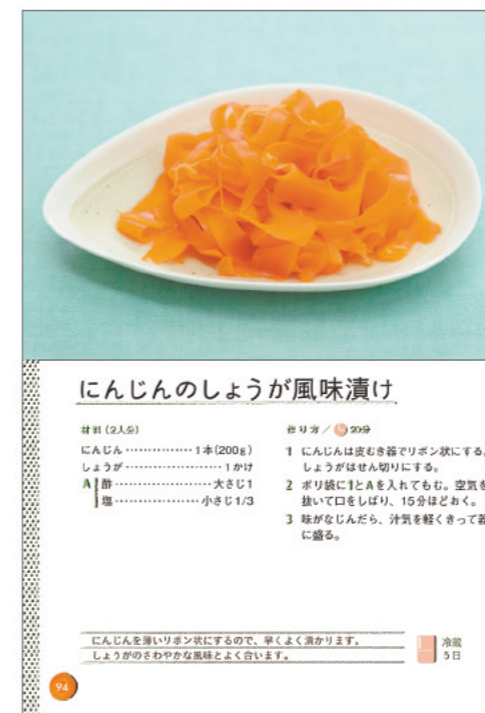 にんじんのしょうが風味漬け
材料(2人分)
にんじん……………1本(200g)
しょうが……………………1かけ
A 酢……………………大さじ1
塩…………………小さじ1/3
作り方/20分
1 にんじんは皮むき器でリボン状にする。
しょうがはせん切りにする。
2 ポリ袋に1とAを入れてもむ。空気を
抜いて口をしばり、15分ほどおく。
3 味がなじんだら、汁気を軽くきって器
に盛る。
にんじんを薄いリボン状にするので、早くよく漬かります。
しょうがのさわやかな風味とよく合います。
冷蔵
5日
94